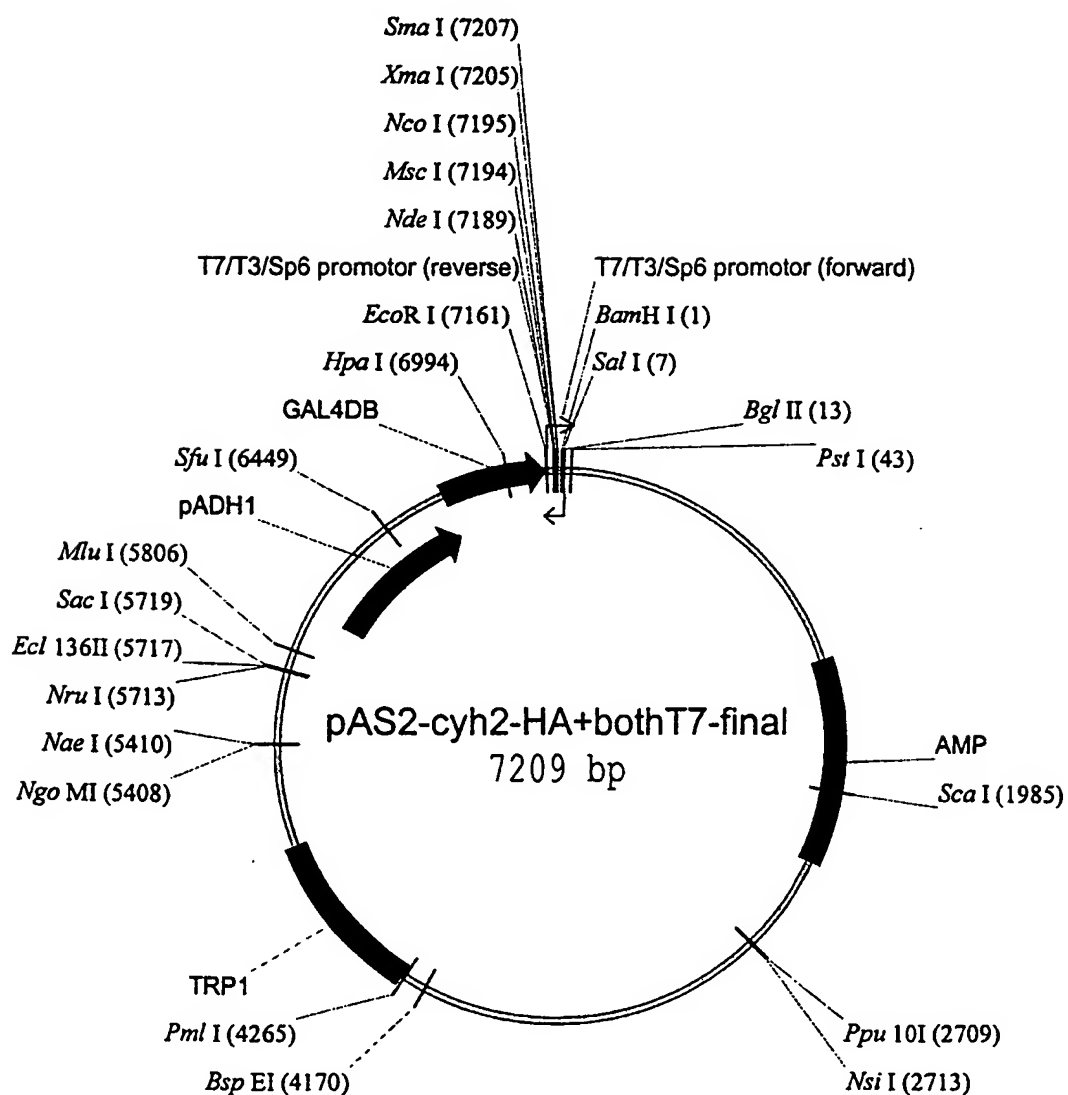 Sma I (7207)
Xma I (7205)
Nco I (7195)
Msc I (7194)
Nde I (7189)
T7/T3/Sp6 promotor (reverse)
T7/T3/Sp6 promotor (forward)
EcoR I (7161)
BamH I (1)
Hpa I (6994)
Sal I (7)
GAL4DB
Bgl II (13)
Sfu I (6449)
Pst I (43)
pADH1
Mlu I (5806)
Sac I (5719)
Ecl 136II (5717)
Nru I (5713)
pAS2-cyh2-HA+bothT7-final
7209 bp
Nae I (5410)
AMP
Ngo MI (5408)
Sca I (1985)
TRP1
Pml I (4265)
Ppu 10I (2709)
Bsp EI (4170)
Nsi I (2713)